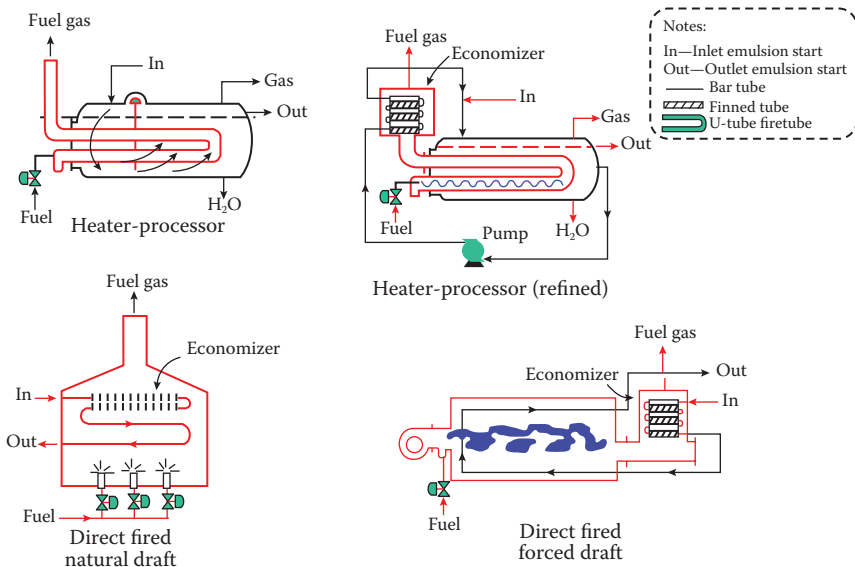 Fuel gas
In
Gas
Out
H₂O
Fuel
Heater-processor
Fuel gas
Economizer
In
Gas
Out
H₂O
Fuel
Pump
Heater-processor (refined)
Notes:
In—Inlet emulsion start
Out—Outlet emulsion start
Bar tube
Finned tube
U-tube firetube
Fuel gas
Economizer
In
Out
Fuel
Direct fired
natural draft
Fuel gas
Out
Economizer
In
Fuel
Direct fired
forced draft